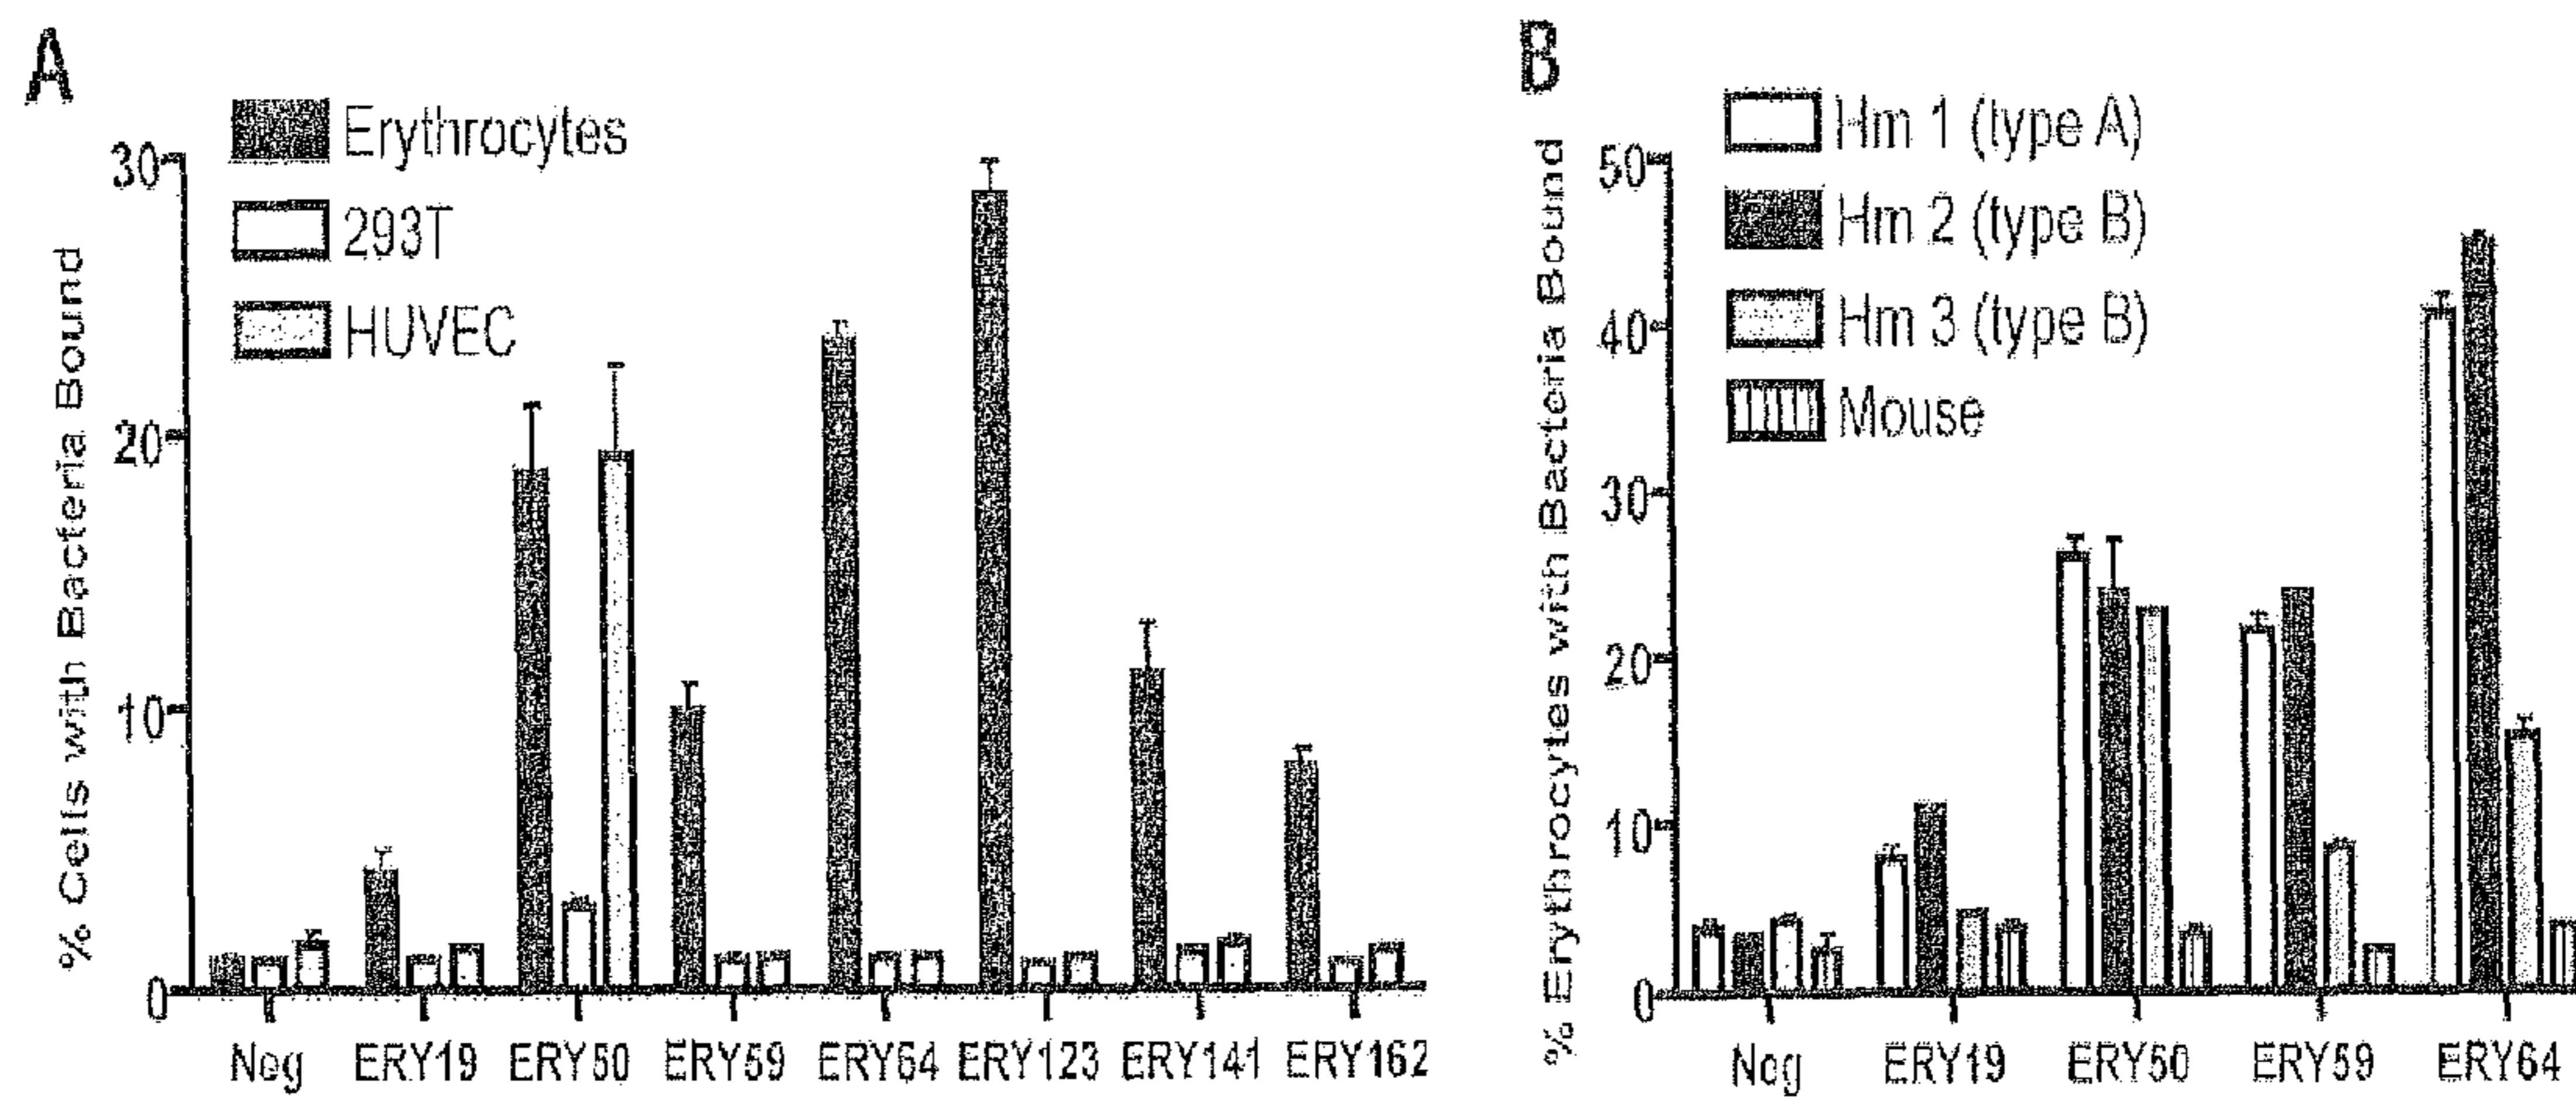 A
% Cells with Bacteria Bound
30
20
10
0
Erythrocytes
293T
HUVEC
Neg ERY19 ERY50 ERY59 ERY64 ERY123 ERY141 ERY162
B
% Erythrocytes with Bacteria Bound
50
40
30
20
10
0
Hm 1 (type A)
Hm 2 (type B)
Hm 3 (type B)
Mouse
Neg ERY19 ERY50 ERY59 ERY64